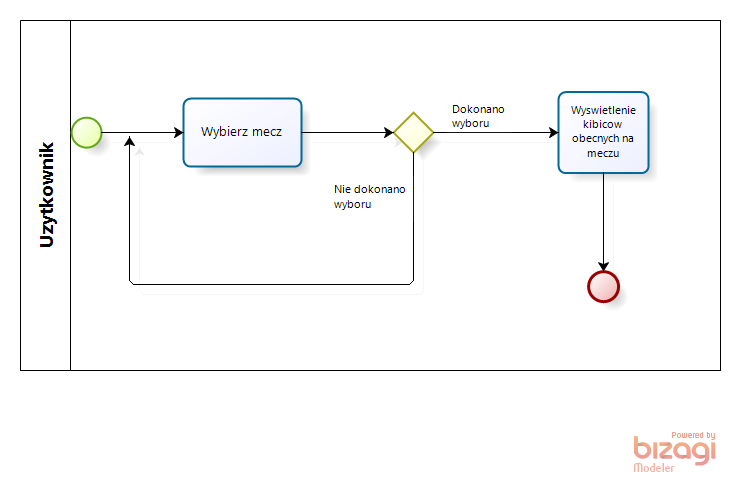 Uzytkownik
Wybierz mecz
Dokonano
wyboru
Wyswietlenie
kibicow
obecnych na
meczu
Nie dokonano
wyboru
Powered by
bizagi
Modeler